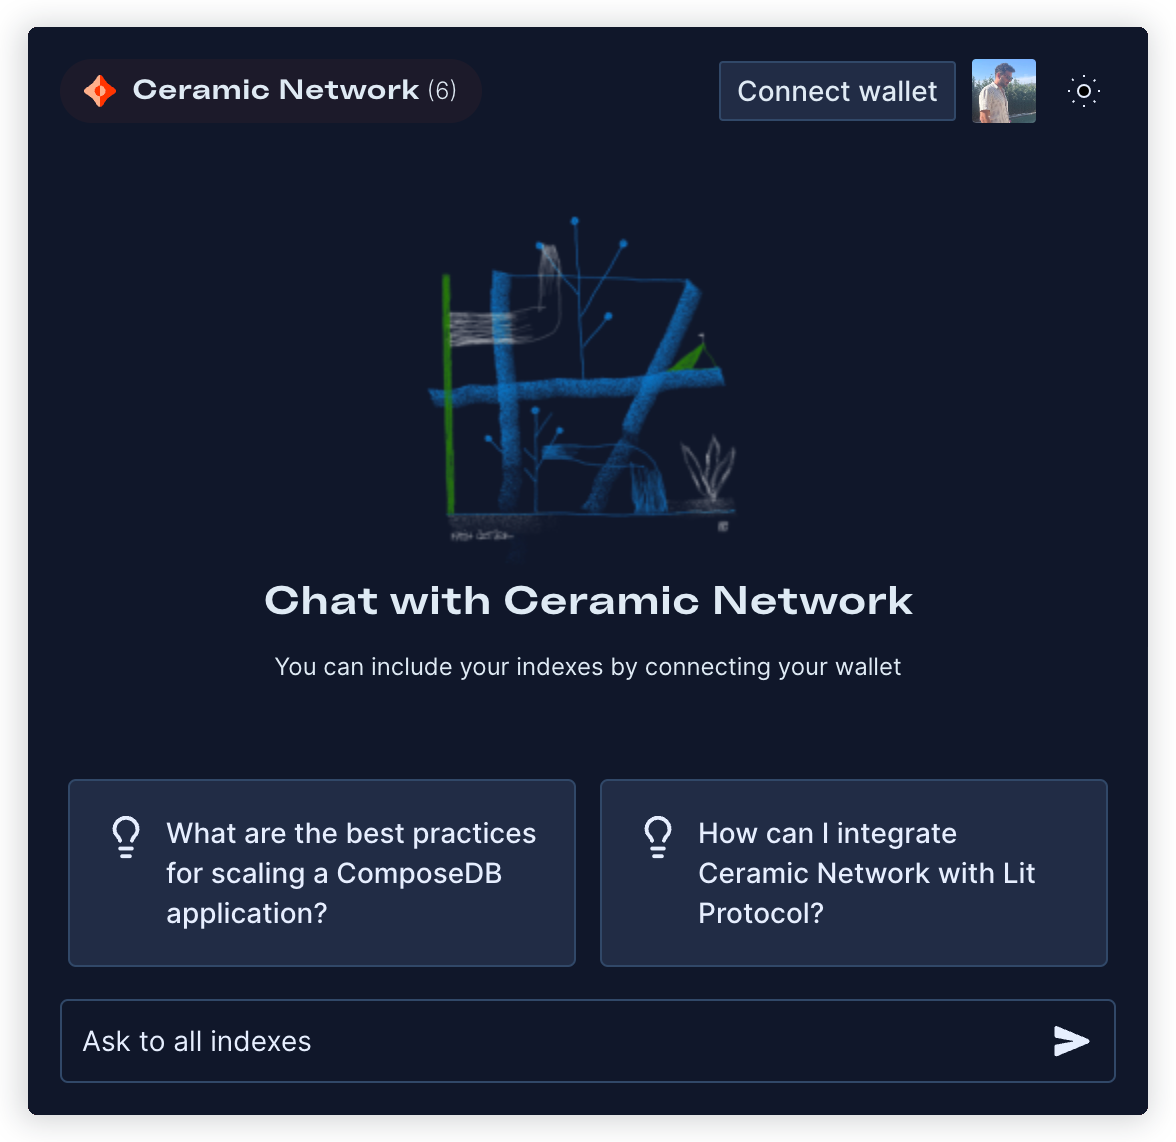 Ceramic Network (6)
Connect wallet
Chat with Ceramic Network
You can include your indexes by connecting your wallet
What are the best practices
for scaling a ComposeDB
application?
How can I integrate
Ceramic Network with Lit
Protocol?
Ask to all indexes